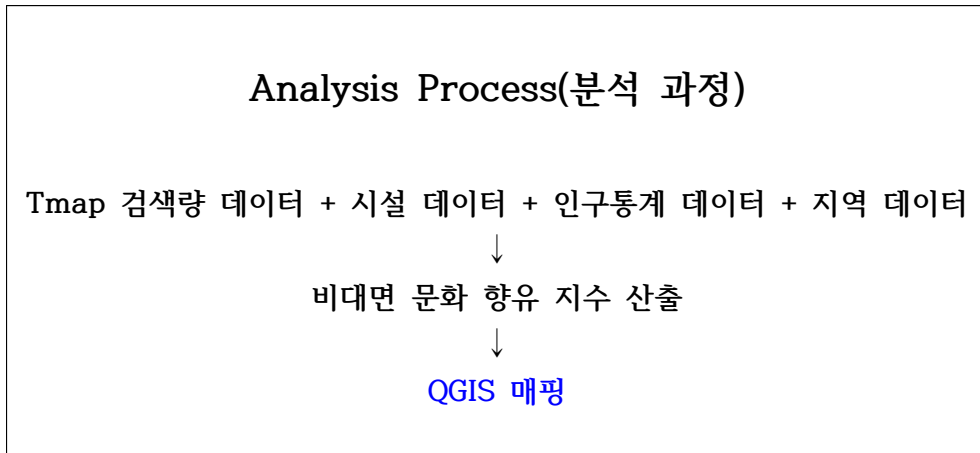 Analysis Process(분석 과정)
Tmap 검색량 데이터 + 시설 데이터 + 인구통계 데이터 + 지역 데이터
↓
비대면 문화 향유 지수 산출
↓
QGIS 매핑